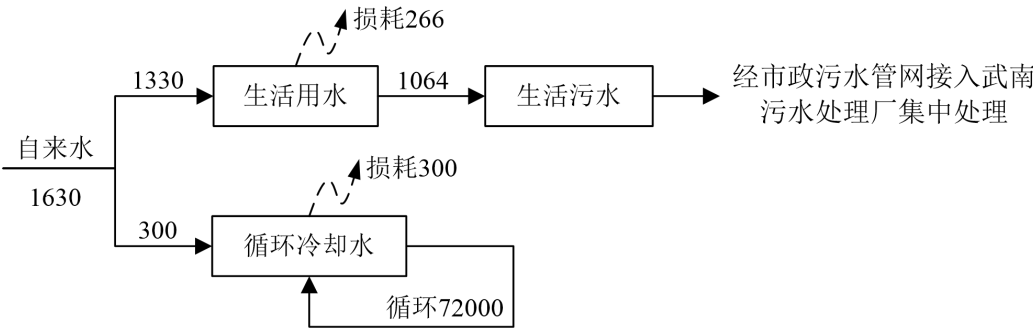 损耗266
1330
生活用水
1064
生活污水
经市政污水管网接入武南
污水处理厂集中处理
自来水
1630
损耗300
300
循环冷却水
循环72000